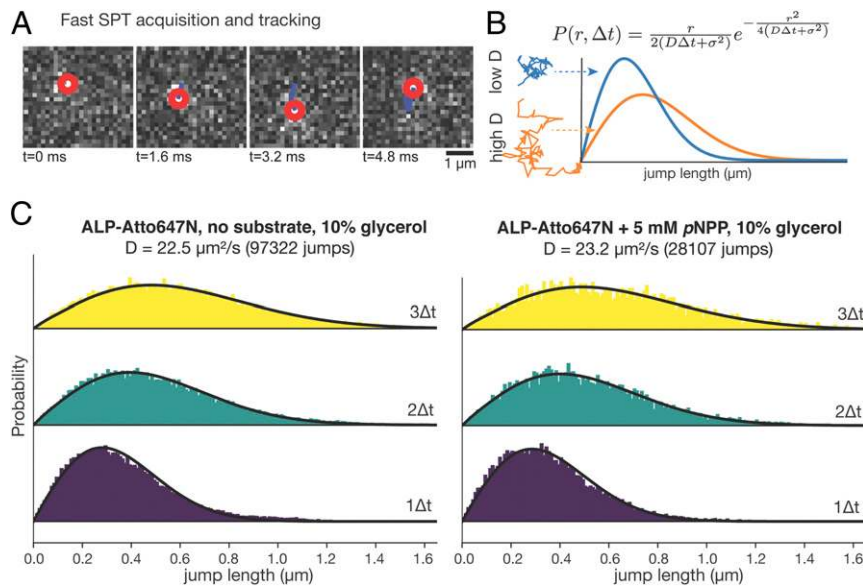 A
Fast SPT acquisition and tracking
t=0 ms
t=1.6 ms
t=3.2 ms
t=4.8 ms
1 µm
B
P(r, Δt) = r / 2(DΔt+σ²) e^ − r² / 4(DΔt+σ²)
low D
high D
jump length (µm)
C
ALP-Atto647N, no substrate, 10% glycerol
D = 22.5 µm²/s (97322 jumps)
3Δt
2Δt
1Δt
Probability
0.0 0.2 0.4 0.6 0.8 1.0 1.2 1.4 1.6
jump length (µm)
ALP-Atto647N + 5 mM pNPP, 10% glycerol
D = 23.2 µm²/s (28107 jumps)
3Δt
2Δt
1Δt
0.0 0.2 0.4 0.6 0.8 1.0 1.2 1.4 1.6
jump length (µm)